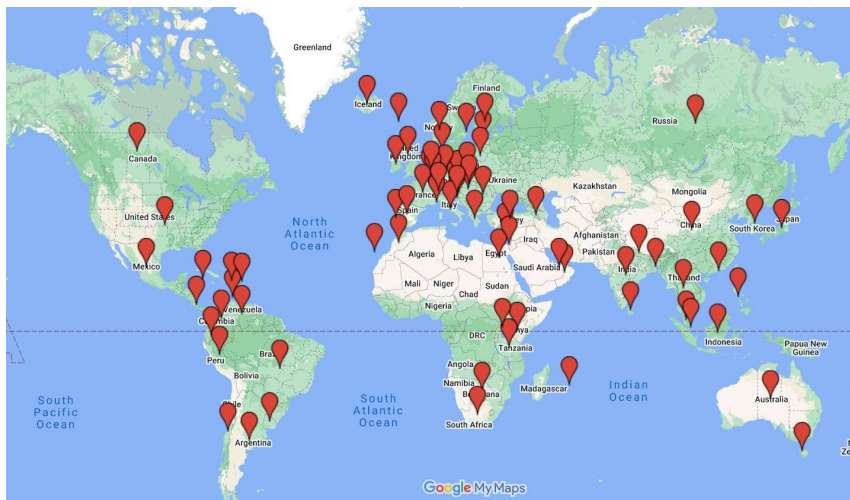 Greenland
Iceland
Finland
Russia
Canada
United
Kingdom
Ukraine
Kazakhstan
Mongolia
North
Atlantic
Ocean
Spain
Italy
United States
China
South Korea
Japan
Afghanistan
Iraq
Pakistan
Algeria
Libya
Egypt
Saudi Arabia
India
Mexico
Mali
Niger
Chad
Sudan
Thailand
Nigeria
Venezuela
DRC
Tanzania
Indonesia
Papua New
Guinea
Peru
Bolivia
Angola
Namibia
Madagascar
South
Pacific
Ocean
South
Atlantic
Ocean
Indian
Ocean
Australia
Chile
Argentina
South Africa
Google My Maps